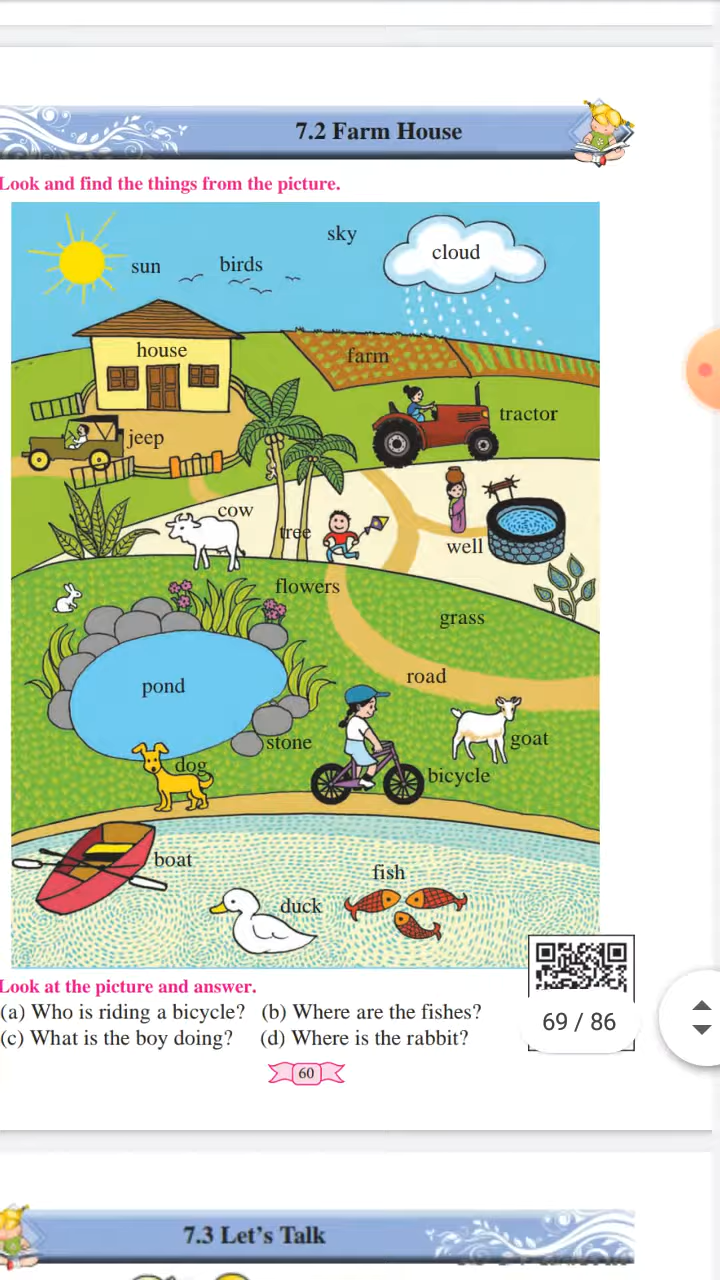 7.2 Farm House
Look and find the things from the picture.
sky
cloud
sun
birds
house
farm
tractor
jeep
cow
tree
well
flowers
grass
road
pond
stone
goat
dog
bicycle
boat
fish
duck
Look at the picture and answer.
(a) Who is riding a bicycle? (b) Where are the fishes?
(c) What is the boy doing? (d) Where is the rabbit?
69 / 86
60
7.3 Let's Talk